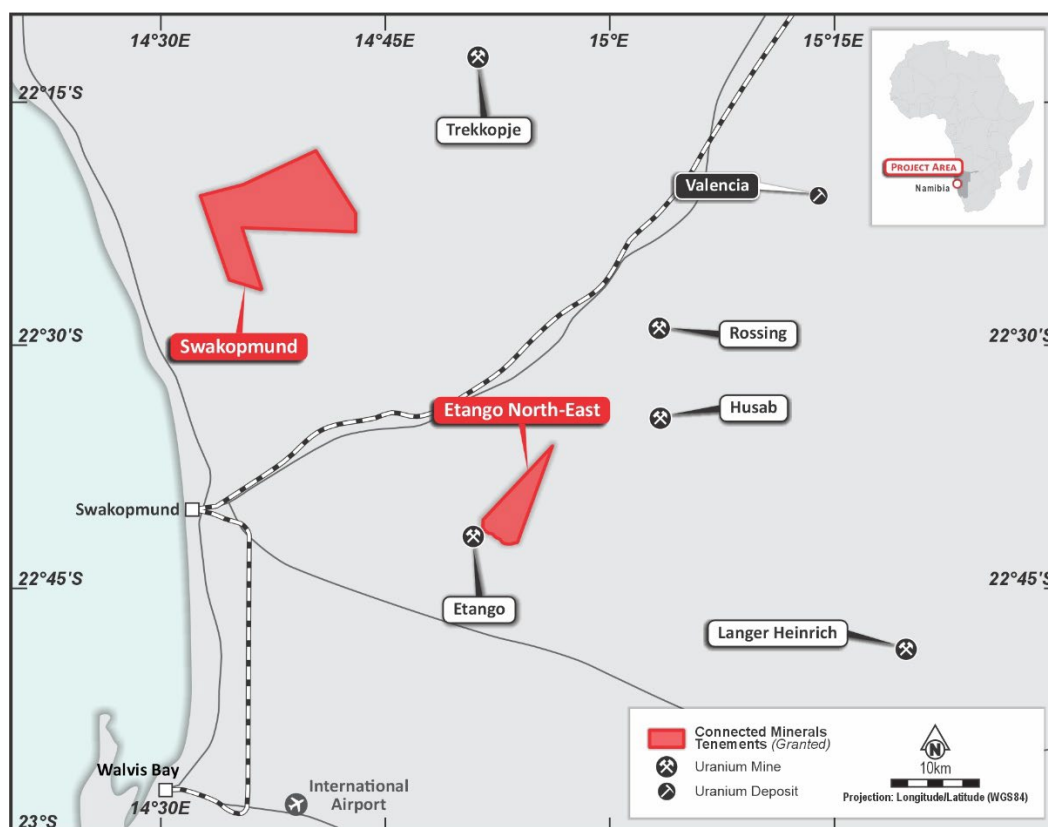 14°30E
14°45E
15°E
15°15E
22°15'S
Trekkopje
PROJECT AREA
Namibia
Valencia
Swakopmund
22°30'S
Rossing
22°30'S
Husab
Etango North-East
Swakopmund
22°45'S
Etango
22°45'S
Langer Heinrich
Walvis Bay
14°30E
International
Airport
23°S
Connected Minerals
Tenements (Granted)
Uranium Mine
Uranium Deposit
N
10km
Projection: Longitude/Latitude (WGS84)